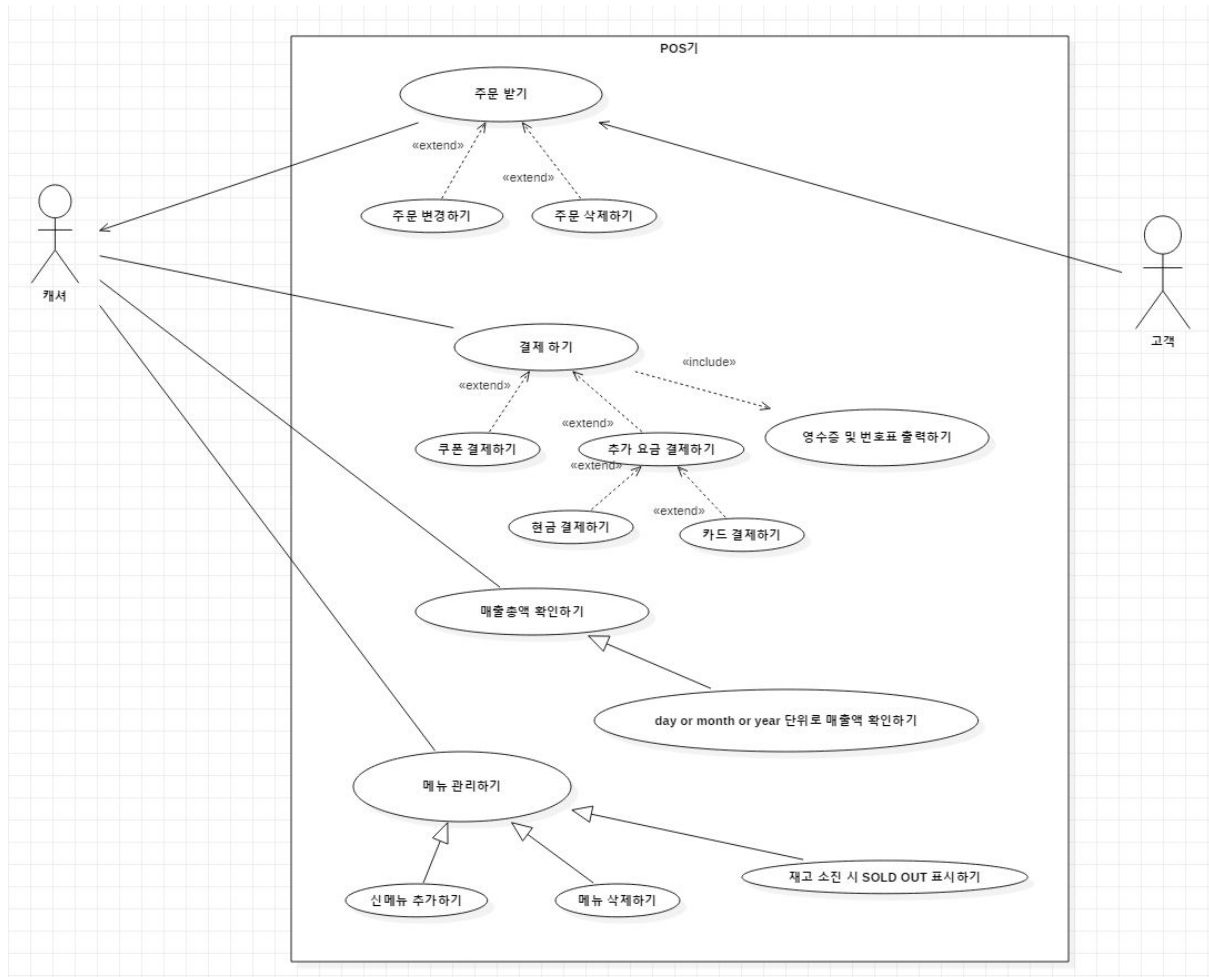 POS기
주문 받기
«extend»
«extend»
주문 변경하기
주문 삭제하기
캐셔
고객
결제 하기
«include»
«extend»
«extend»
쿠폰 결제하기
추가 요금 결제하기
영수증 및 번호표 출력하기
«extend»
«extend»
현금 결제하기
카드 결제하기
매출총액 확인하기
day or month or year 단위로 매출액 확인하기
메뉴 관리하기
재고 소진 시 SOLD OUT 표시하기
신메뉴 추가하기
메뉴 삭제하기